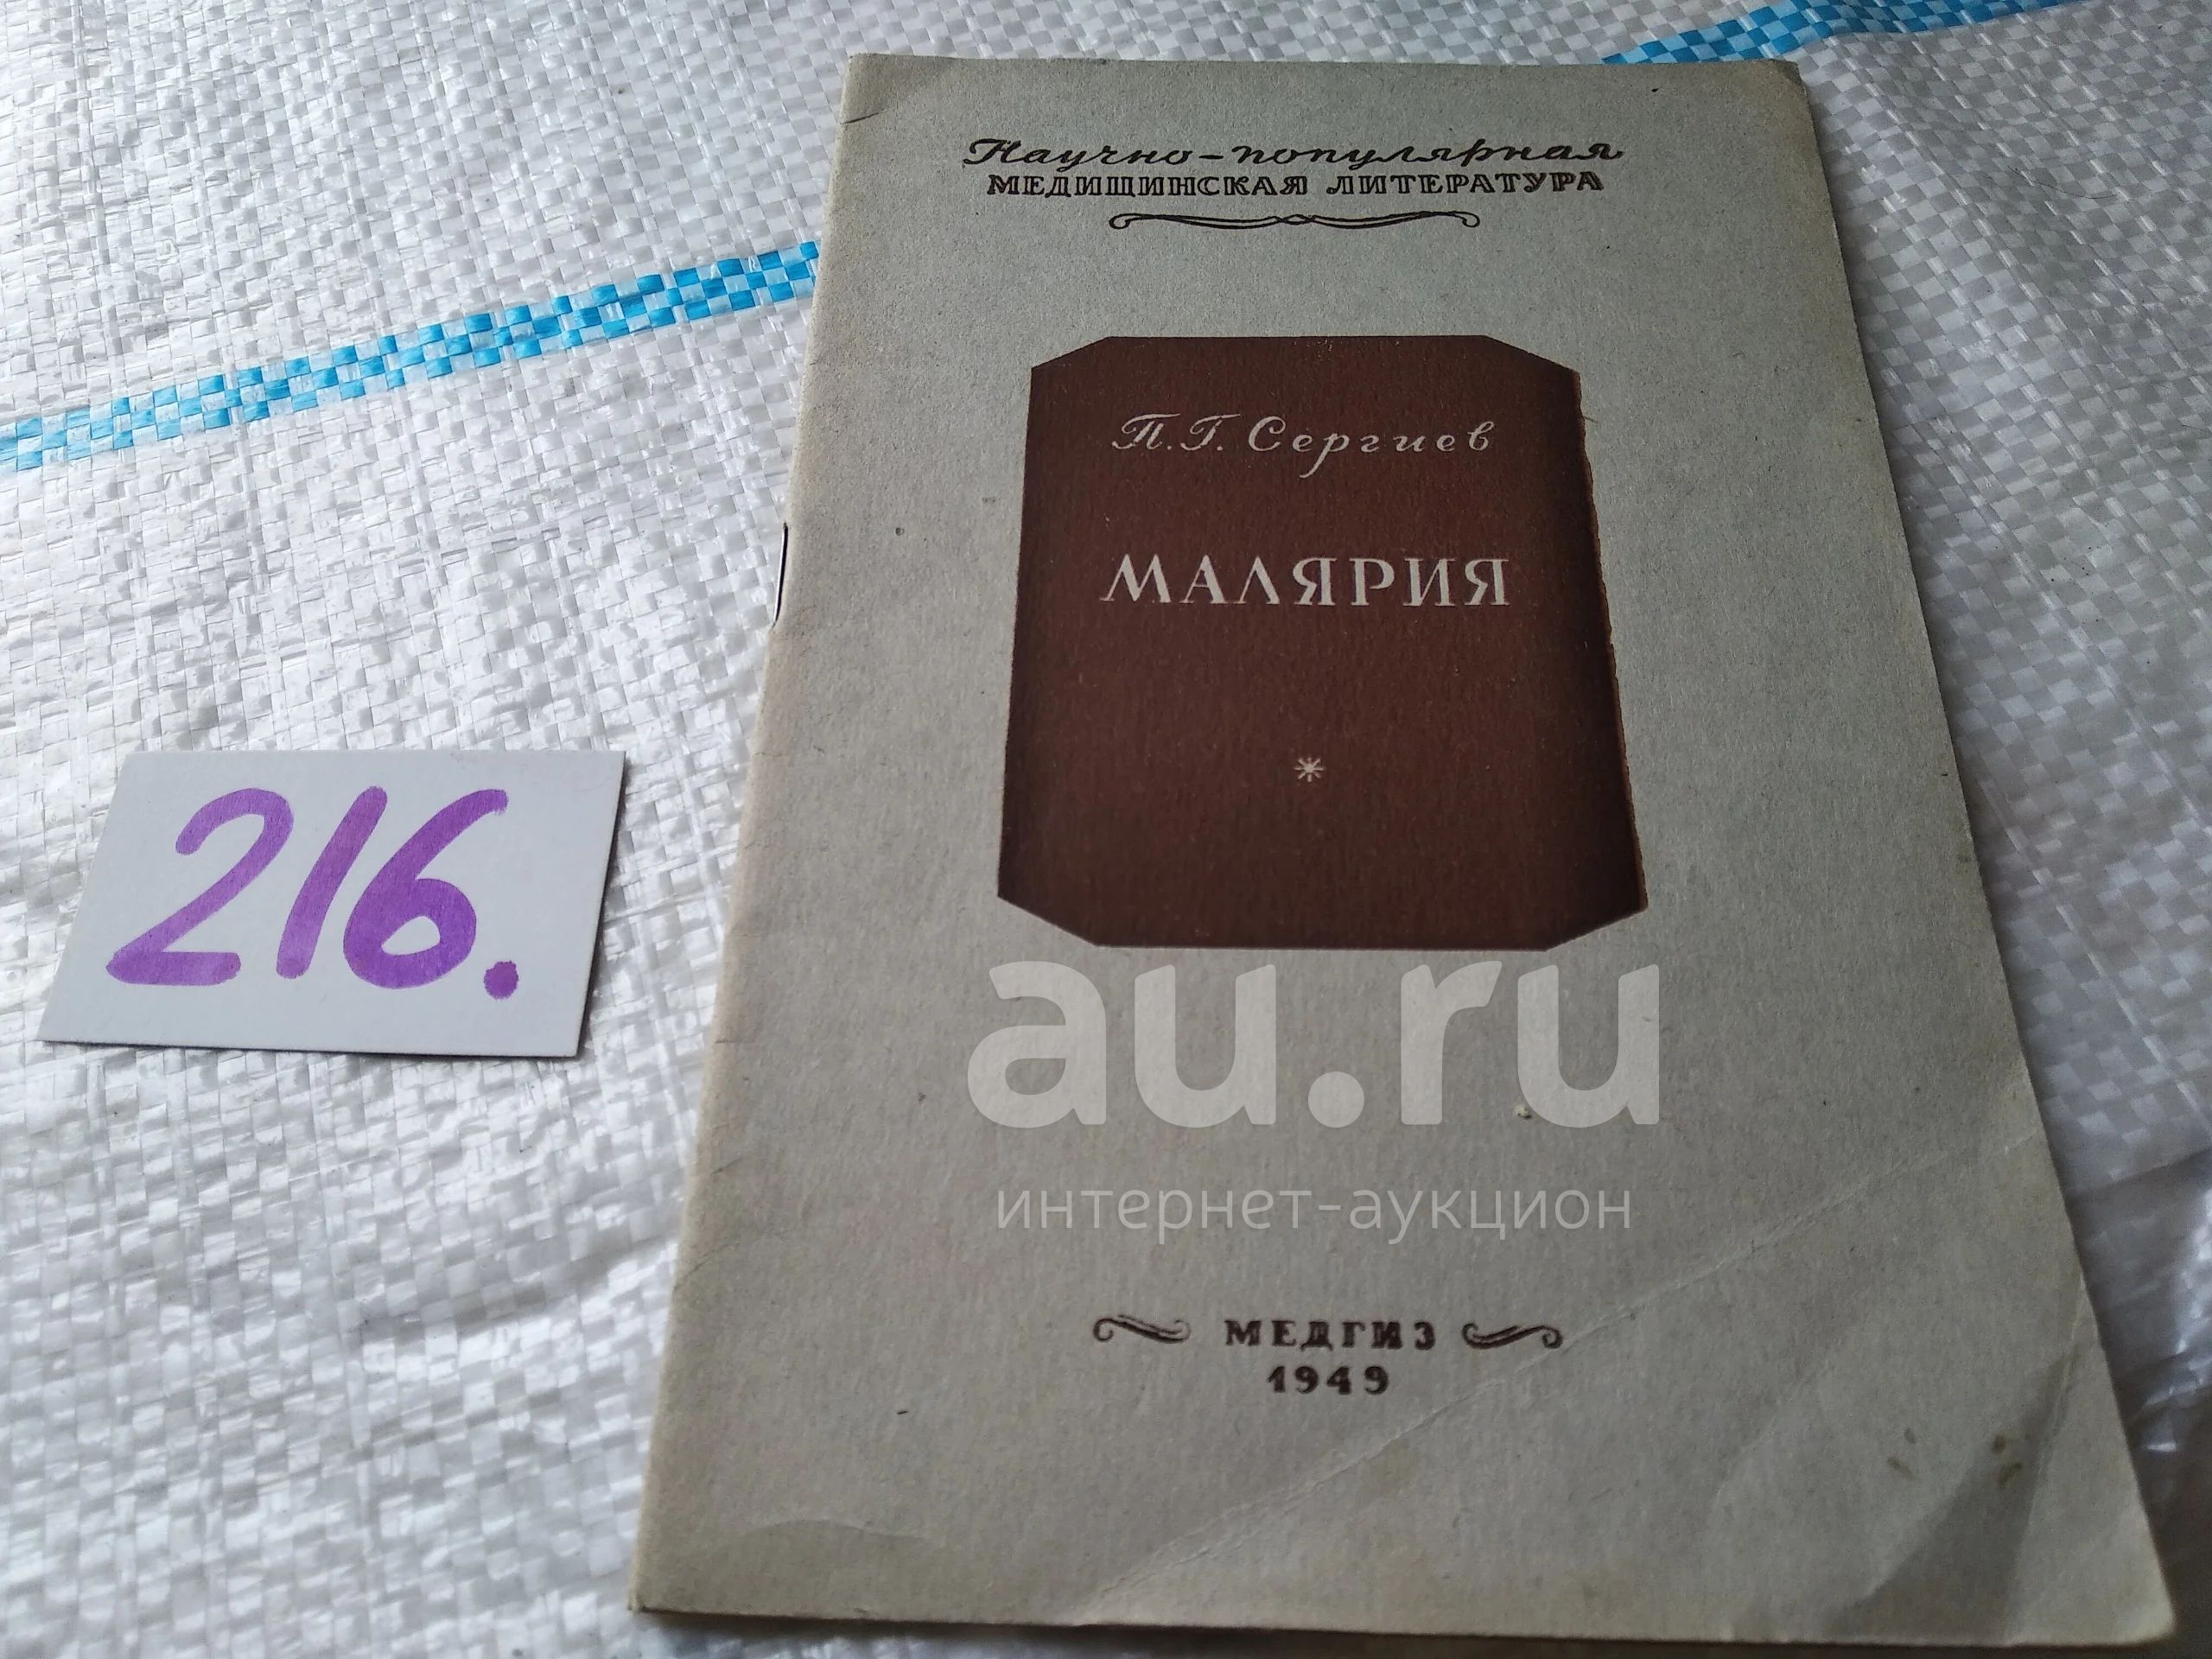 Научно-популярная
МЕДИЦИНСКАЯ ЛИТЕРАТУРА
П.Г. Сергиев
МАЛЯРИЯ
216.
au.ru
интернет-аукцион
МЕДГИЗ
1949